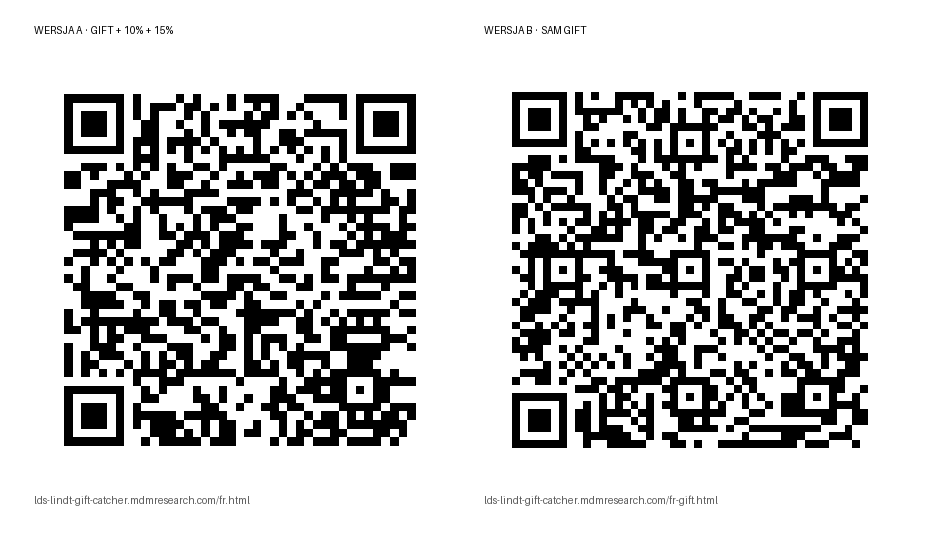 WERSJA A · GIFT + 10% + 15%
WERSJA B · SAM GIFT
lds-lindt-gift-catcher.mdmresearch.com/fr.html
lds-lindt-gift-catcher.mdmresearch.com/fr-gift.html